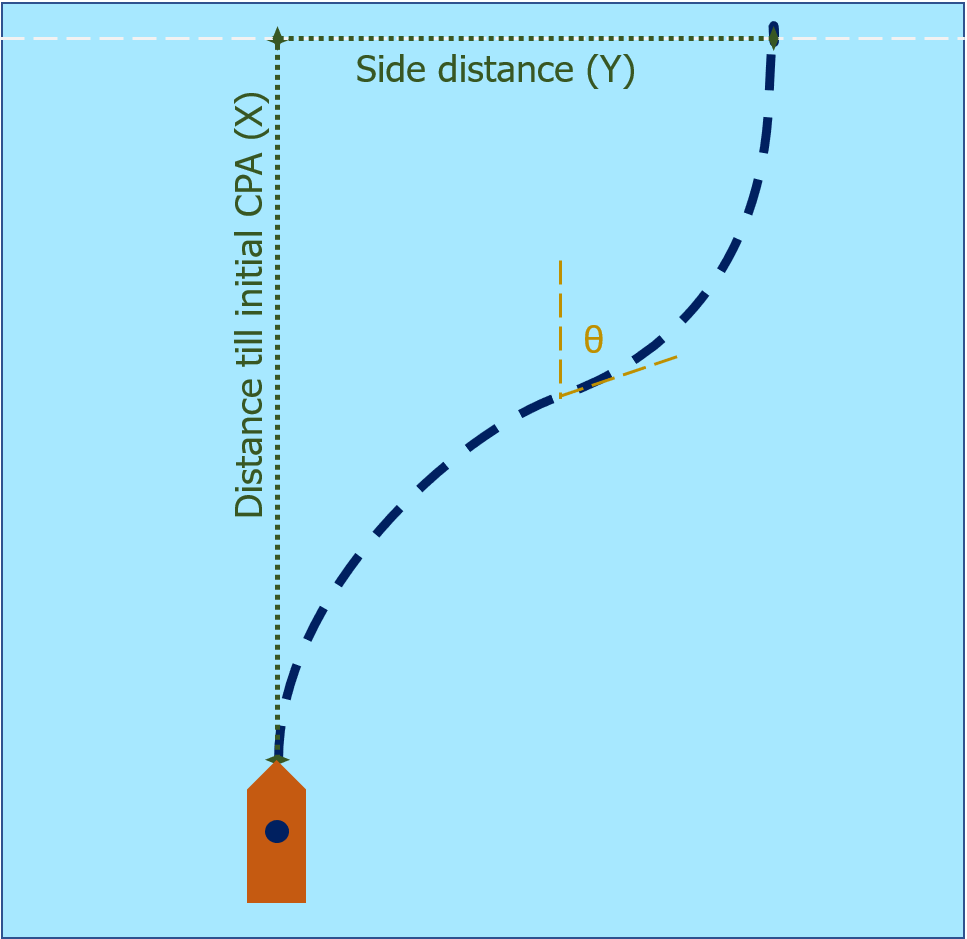 Side distance (Y)
Distance till initial CPA (X)
θ